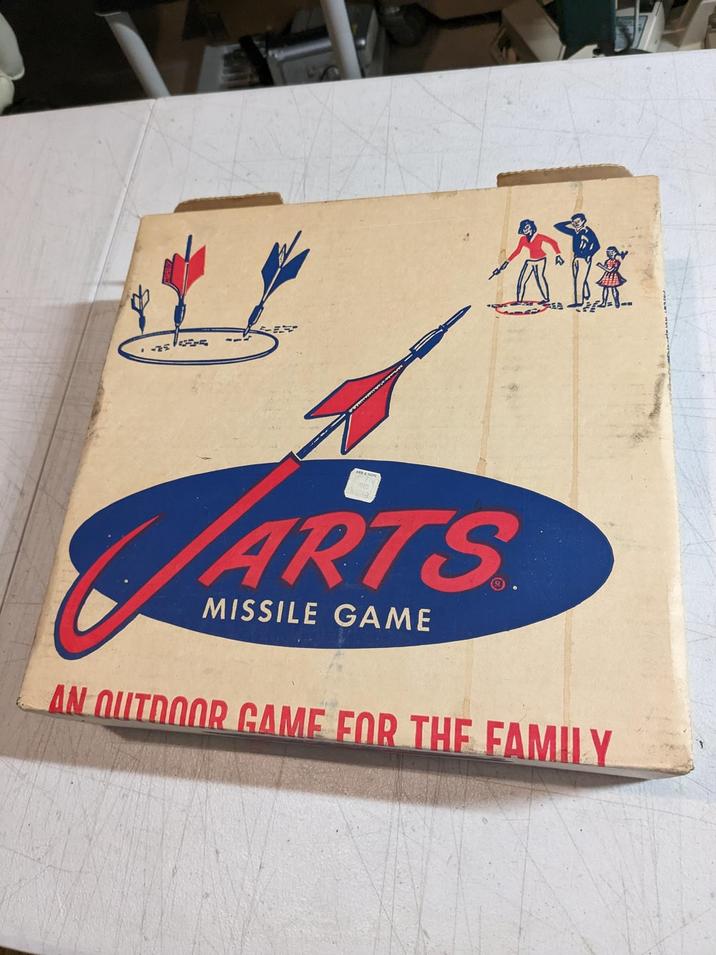 JARTS®
MISSILE GAME
AN OUTDOOR GAME FOR THE FAMILY